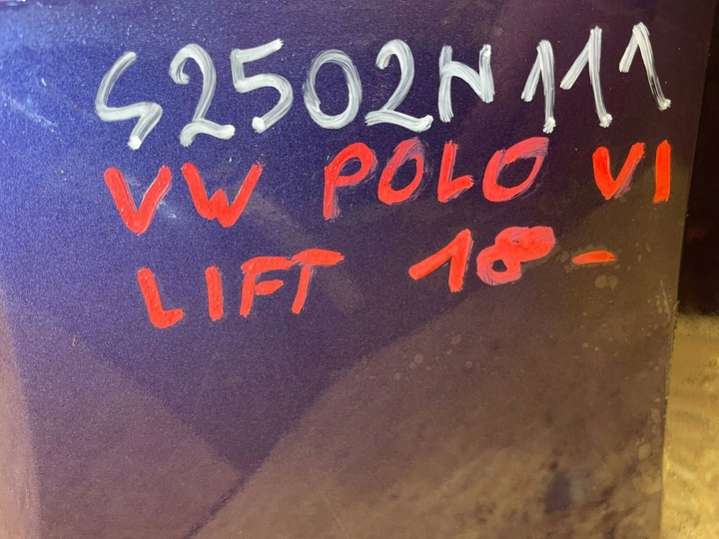 S2502N111
VW POLO VI
LIFT 18-